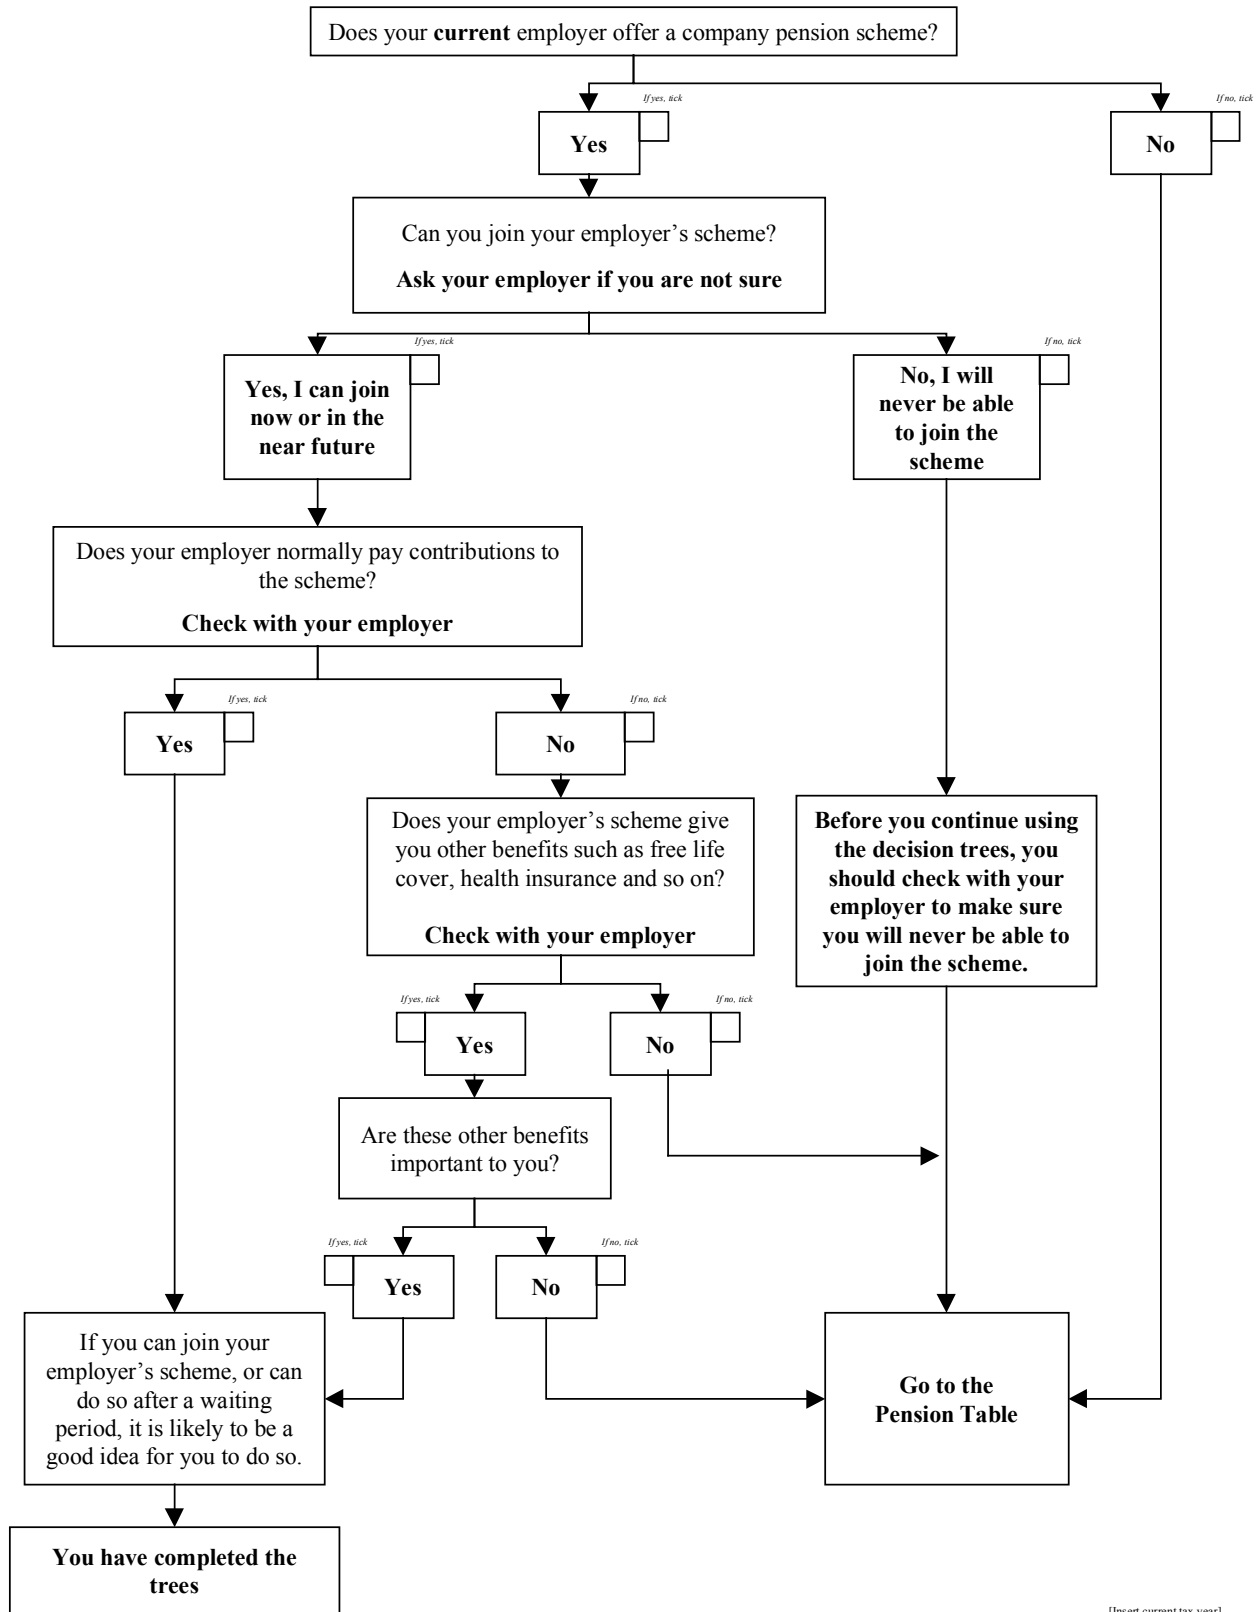 Does your current employer offer a company pension scheme?
If yes, tick
If no, tick
Yes
No
Can you join your employer’s scheme?
Ask your employer if you are not sure
If yes, tick
If no, tick
Yes, I can join
now or in the
near future
No, I will
never be able
to join the
scheme
Does your employer normally pay contributions to
the scheme?
Check with your employer
If yes, tick
If no, tick
Yes
No
Does your employer’s scheme give
you other benefits such as free life
cover, health insurance and so on?
Check with your employer
Before you continue using
the decision trees, you
should check with your
employer to make sure
you will never be able to
join the scheme.
If yes, tick
If no, tick
Yes
No
Are these other benefits
important to you?
If yes, tick
If no, tick
Yes
No
If you can join your
employer’s scheme, or can
do so after a waiting
period, it is likely to be a
good idea for you to do so.
Go to the
Pension Table
You have completed the
trees
[Insert current tax year]